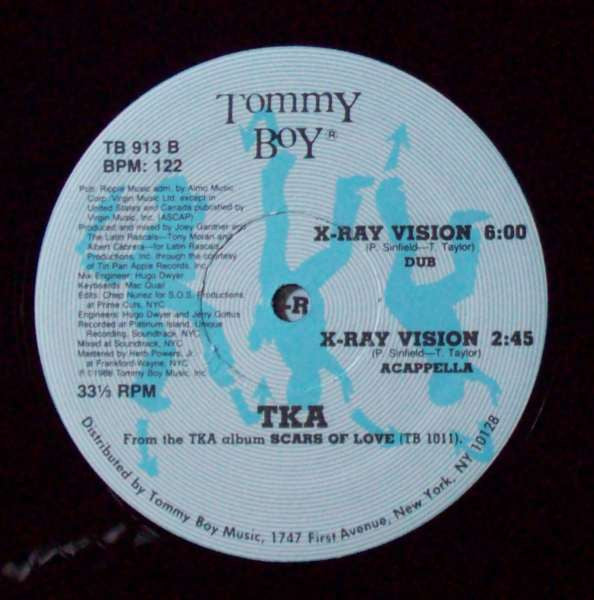 Tommy
Boy®
TB 913 B
BPM: 122
Pub. Ripple Music adm. by Almo Music
Corp./Virgin Music Ltd. except in
United States and Canada published by
Virgin Music, Inc. (ASCAP)
Produced and mixed by Joey Gardner and
The Latin Rascals—Tony Moran and
Albert Cabrera—for Latin Rascals
Productions, Inc. through the courtesy
of Tin Pan Apple Records, Inc.
Mix Engineer: Hugo Dwyer
Keyboards: Mac Quail
Edits: Chep Nunez for S.O.S. Productions
at Prime Cuts, NYC
Engineers: Hugo Dwyer and Jerry Gottus
Recorded at Platinum Island, Unique
Recording, Soundtrack, NYC
Mixed at Soundtrack, NYC
Mastered by Herb Powers, Jr.
at Frankford-Wayne, NYC
℗©1988 Tommy Boy Music, Inc.
33⅓ RPM
X-RAY VISION 6:00
(P. Sinfield—T. Taylor)
DUB
-R
X-RAY VISION 2:45
(P. Sinfield—T. Taylor)
ACAPPELLA
TKA
From the TKA album SCARS OF LOVE (TB 1011).
Distributed by Tommy Boy Music, 1747 First Avenue, New York, NY 10128